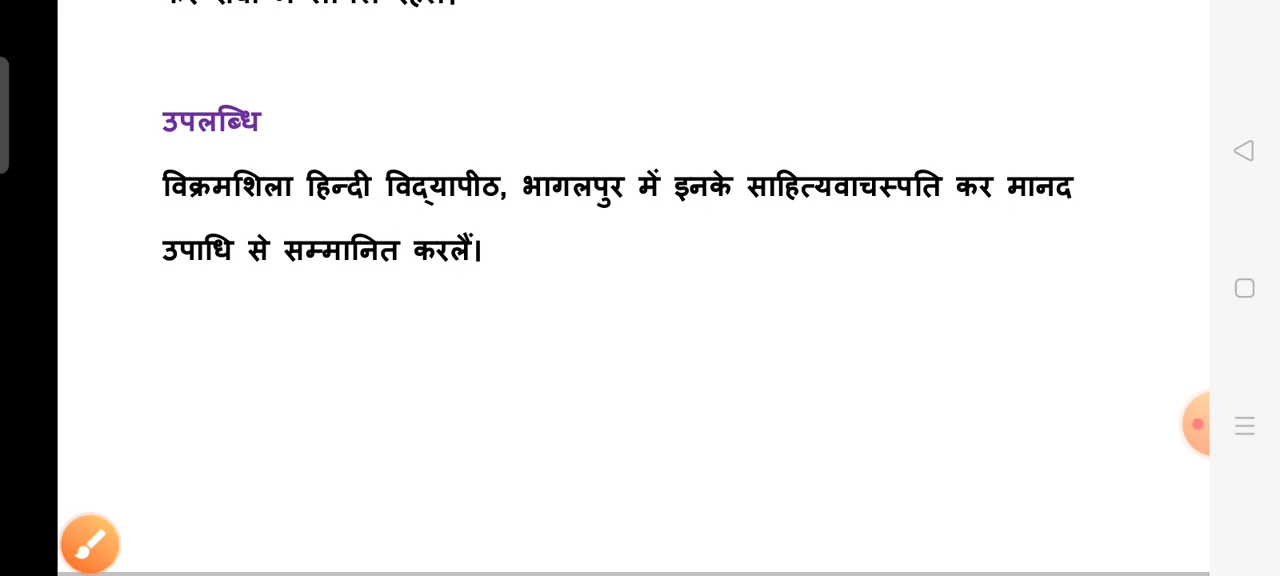 उपलब्धि
विक्रमशिला हिन्दी विद्यापीठ, भागलपुर में इनके साहित्यवाचस्पति कर मानद
उपाधि से सम्मानित करलैं।